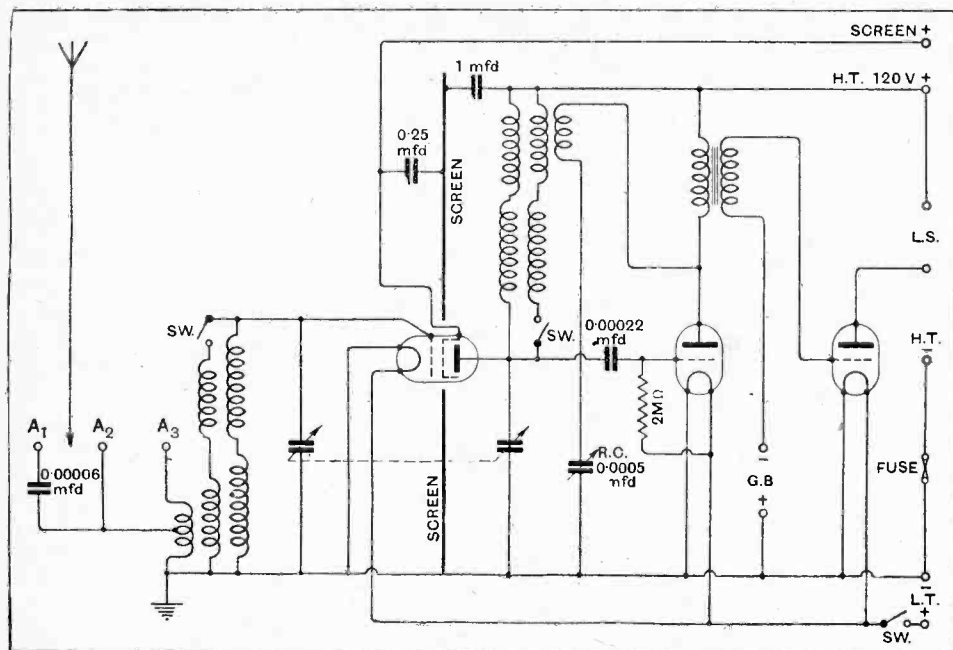 SCREEN +
1 mfd
H.T. 120 V +
0·25
mfd
SCREEN
L.S.
SW.
SW.
0·00022
mfd
H.T.
–
A1
A2
A3
2MΩ
0·00006
mfd
R.C.
0·0005
mfd
–
G.B
+
FUSE
SCREEN
–
L.T.
+
SW.